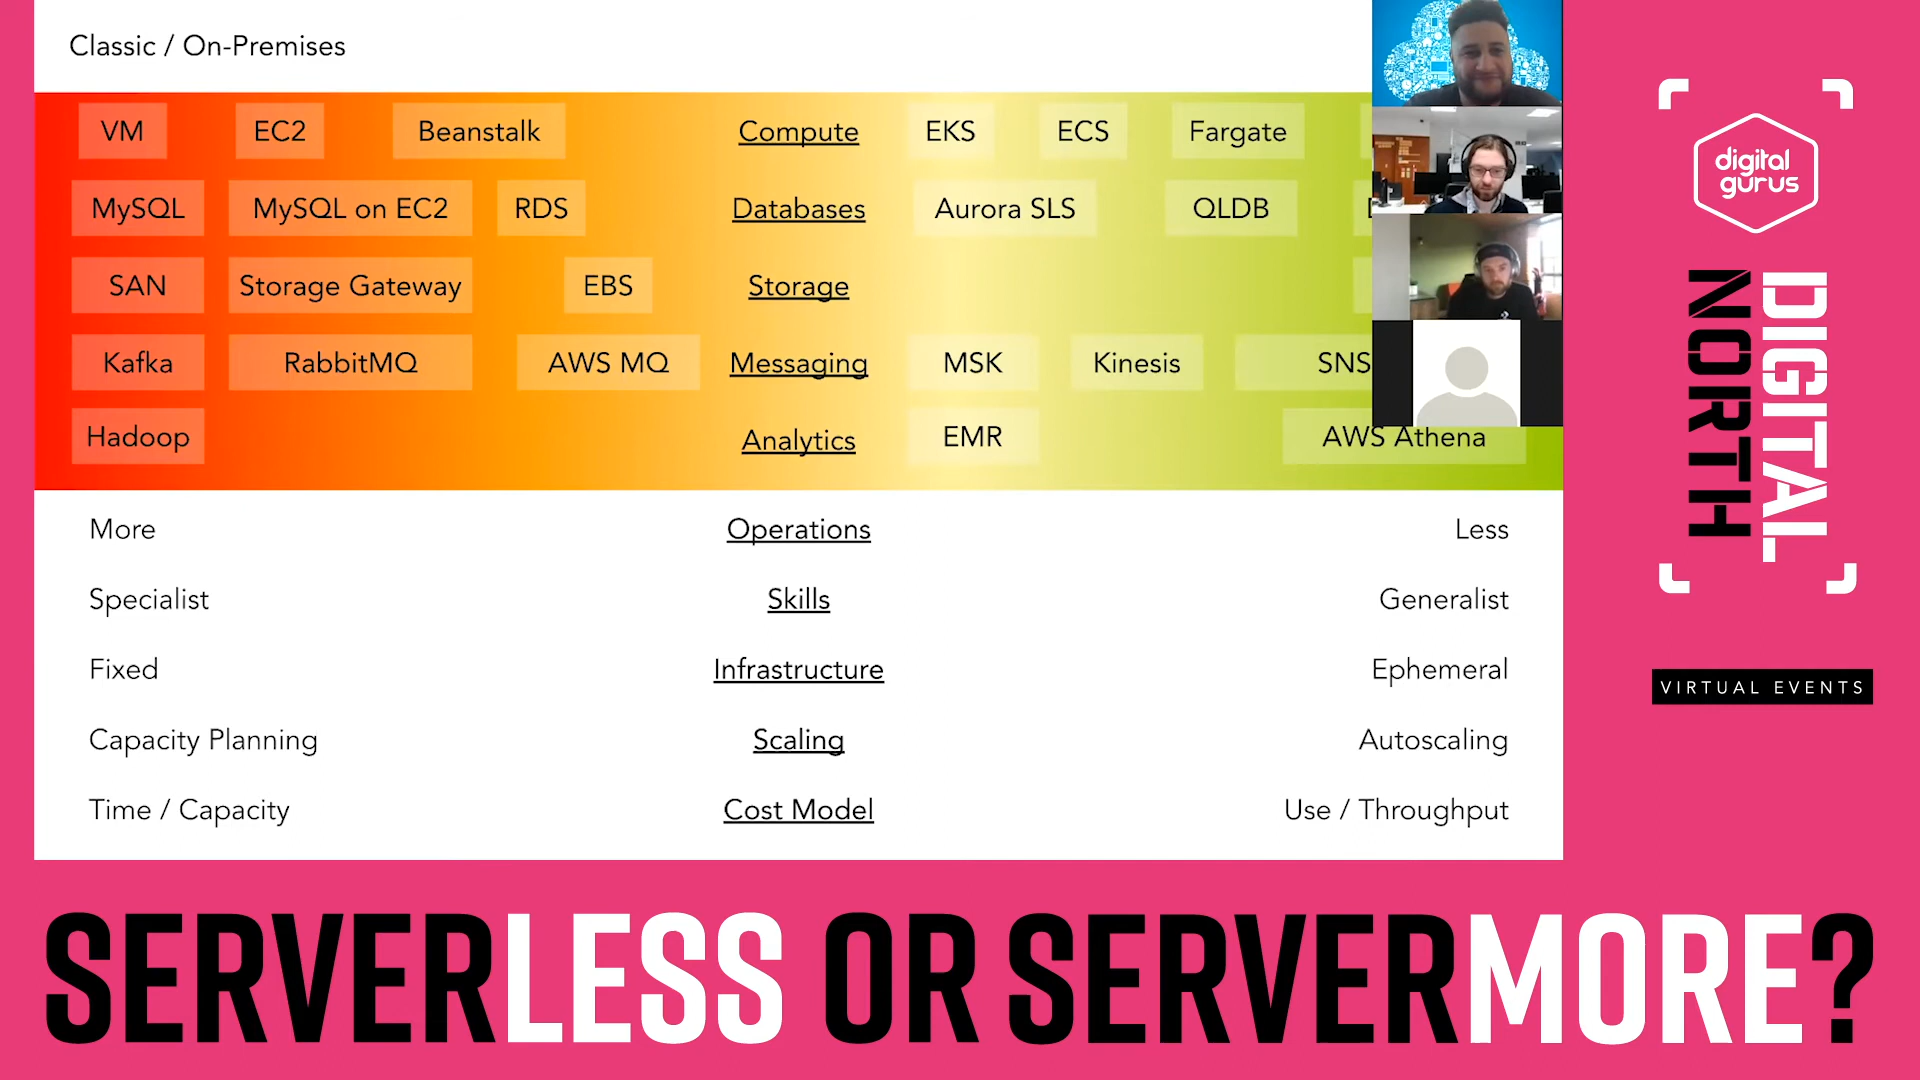 Classic / On-Premises
VM EC2 Beanstalk Compute EKS ECS Fargate
MySQL MySQL on EC2 RDS Databases Aurora SLS QLDB
SAN Storage Gateway EBS Storage
Kafka RabbitMQ AWS MQ Messaging MSK Kinesis SNS
Hadoop Analytics EMR AWS Athena
More Operations Less
Specialist Skills Generalist
Fixed Infrastructure Ephemeral
Capacity Planning Scaling Autoscaling
Time / Capacity Cost Model Use / Throughput
digital
gurus
DIGITAL
NORTH
VIRTUAL EVENTS
SERVERLESS OR SERVERMORE?